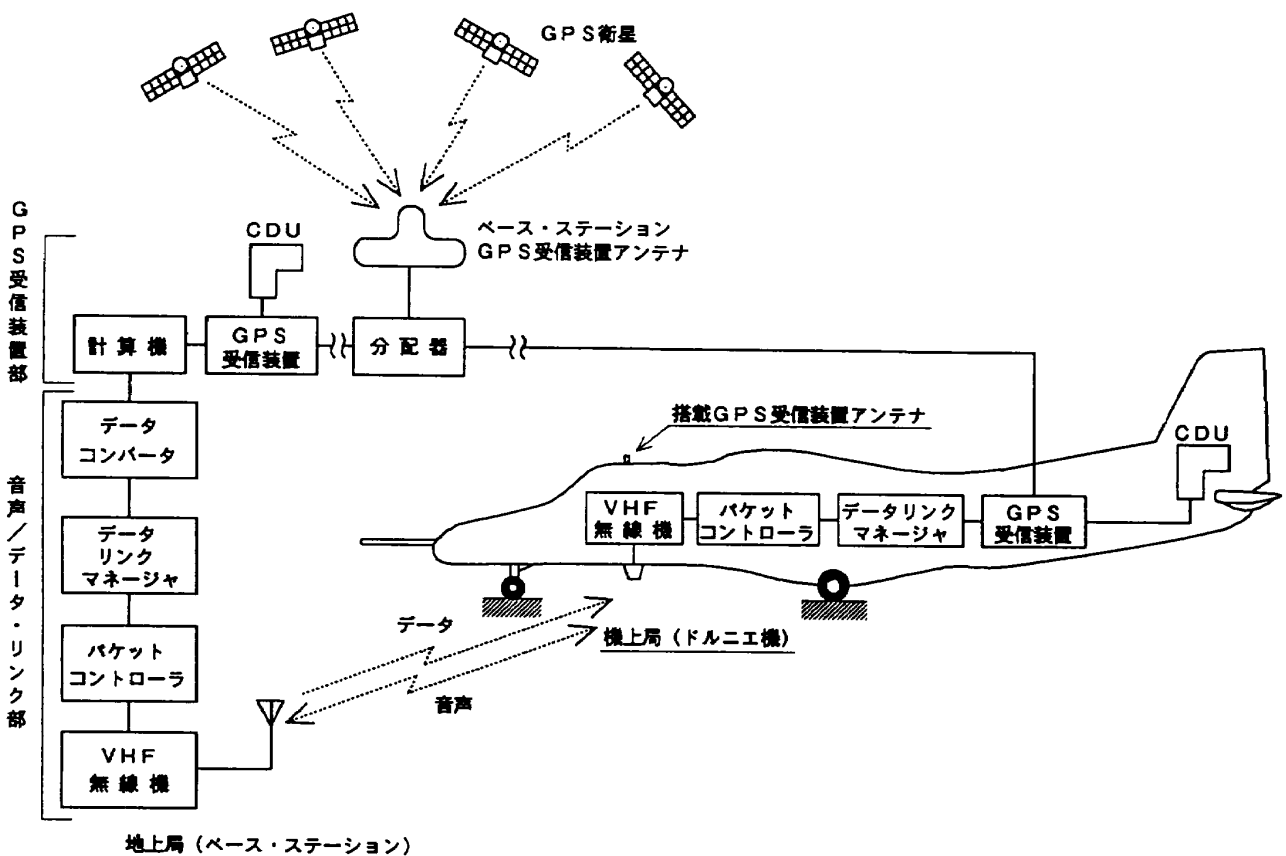 GPS衛星
GPS受信装置部
CDU
ベース・ステーション
GPS受信装置アンテナ
計算機
GPS
受信装置
分配器
データ
コンバータ
搭載GPS受信装置アンテナ
CDU
音声/データ・リンク部
データ
リンク
マネージャ
VHF
無線機
パケット
コントローラ
データリンク
マネージャ
GPS
受信装置
パケット
コントローラ
データ
音声
機上局(ドルニエ機)
VHF
無線機
地上局(ベース・ステーション)